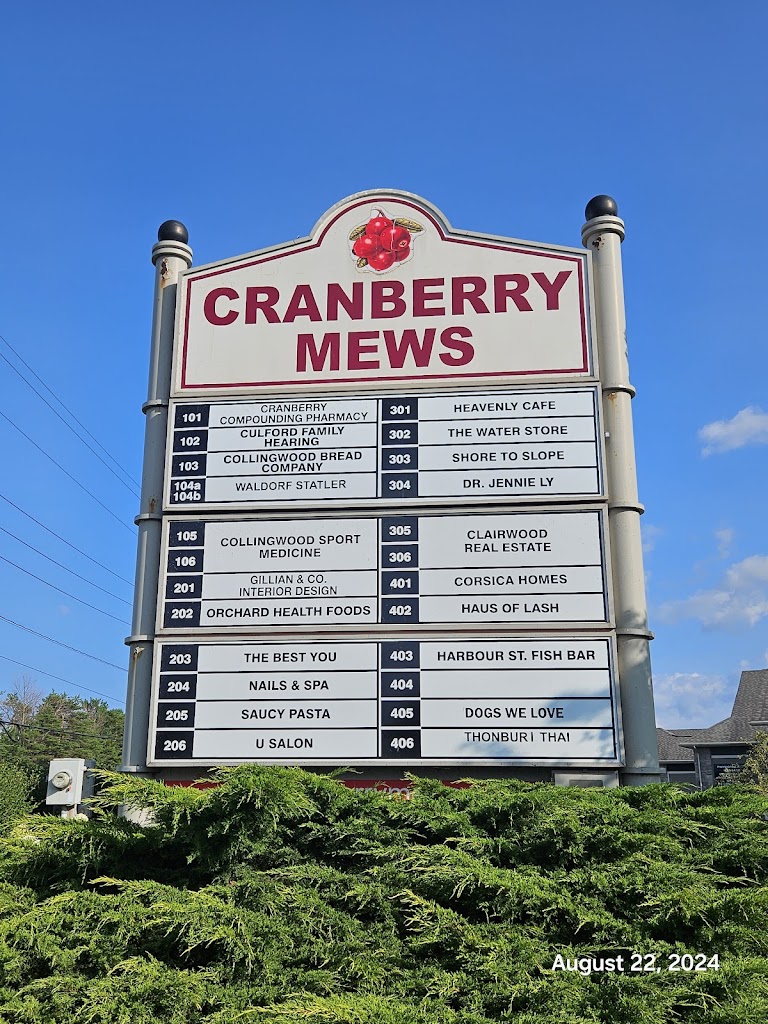 CRANBERRY
MEWS
101 CRANBERRY
COMPOUNDING PHARMACY
102 CULFORD FAMILY
HEARING
103 COLLINGWOOD BREAD
COMPANY
104a
104b WALDORF STATLER
301 HEAVENLY CAFE
302 THE WATER STORE
303 SHORE TO SLOPE
304 DR. JENNIE LY
105
106
COLLINGWOOD SPORT
MEDICINE
201 GILLIAN & CO.
INTERIOR DESIGN
202 ORCHARD HEALTH FOODS
305
306
CLAIRWOOD
REAL ESTATE
401 CORSICA HOMES
402 HAUS OF LASH
203 THE BEST YOU
204 NAILS & SPA
205 SAUCY PASTA
206 U SALON
403 HARBOUR ST. FISH BAR
404
405 DOGS WE LOVE
406 THONBURI THAI
August 22, 2024